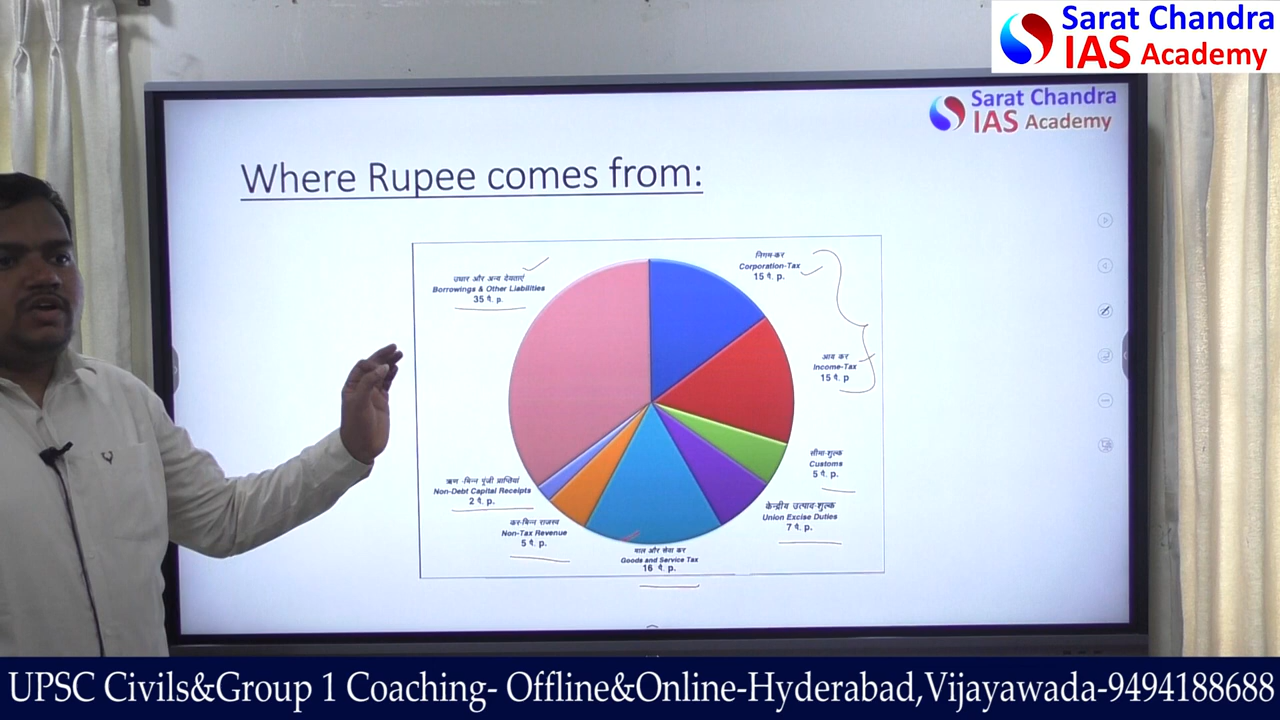 Sarat Chandra
IAS Academy
Sarat Chandra
IAS Academy
Where Rupee comes from:
उधार और अन्य देयताएं
Borrowings & Other Liabilities
35 पै. p.
निगम-कर
Corporation-Tax
15 पै. p.
आय कर
Income-Tax
15 पै. p
सीमा-शुल्क
Customs
5 पै. p.
केन्द्रीय उत्पाद-शुल्क
Union Excise Duties
7 पै. p.
माल और सेवा कर
Goods and Service Tax
16 पै. p.
कर-भिन्न राजस्व
Non-Tax Revenue
5 पै. p.
ऋण -भिन्न पूंजी प्राप्तियां
Non-Debt Capital Receipts
2 पै. p.
UPSC Civils&Group 1 Coaching- Offline&Online-Hyderabad,Vijayawada-9494188688